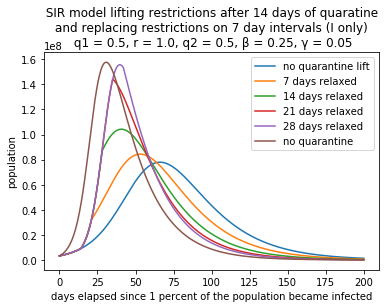 SIR model lifting restrictions after 14 days of quaratine
and replacing restrictions on 7 day intervals (I only)
q1 = 0.5, r = 1.0, q2 = 0.5, β = 0.25, γ = 0.05
1e8
1.6
1.4
1.2
1.0
0.8
0.6
0.4
0.2
0.0
population
no quarantine lift
7 days relaxed
14 days relaxed
21 days relaxed
28 days relaxed
no quarantine
0 25 50 75 100 125 150 175 200
days elapsed since 1 percent of the population became infected